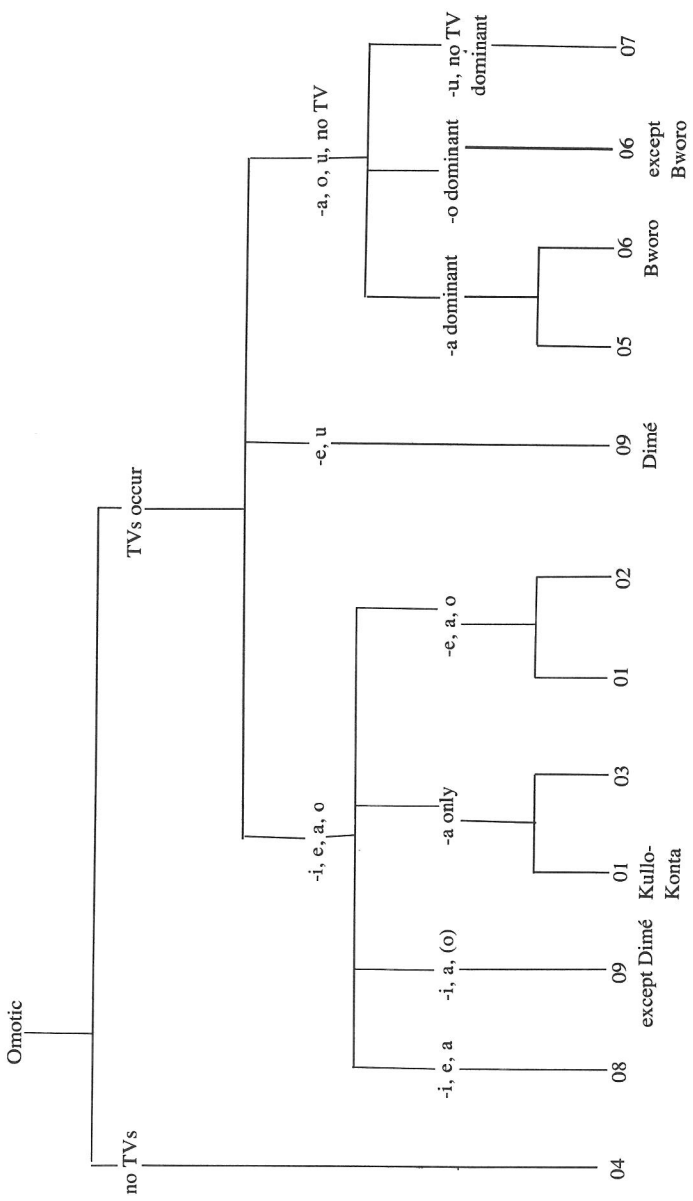 Omotic
no TVs
TVs occur
-i, e, a, o
-e, u
-a, o, u, no TV
-i, e, a
-i, a, (o)
-a only
-e, a, o
-a dominant
-o dominant
-u, no TV
dominant
04
08
09
except Dimé
01
Kullo-
Konta
03
01
02
09
Dimé
05
06
Bworo
06
except
Bworo
07